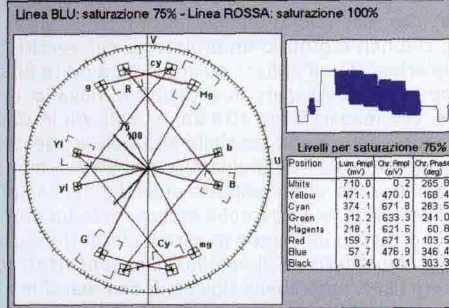 Linea BLU: saturazione 75% - Linea ROSSA: saturazione 100%
V
cy
g
R
Mg
75
100
Yl
b
U
yl
B
G
Cy
mg
r
Livelli per saturazione 75%
Position Lum. Ampl (mV) Chr. Ampl (mV) Chr. Phase (deg)
White 710.0 0.2 265.8
Yellow 471.1 470.0 168.4
Cyan 374.1 671.8 283.5
Green 312.2 633.3 241.0
Magenta 218.1 621.6 60.8
Red 159.7 671.3 103.5
Blue 57.7 476.9 346.4
Black 0.4 0.1 303.3